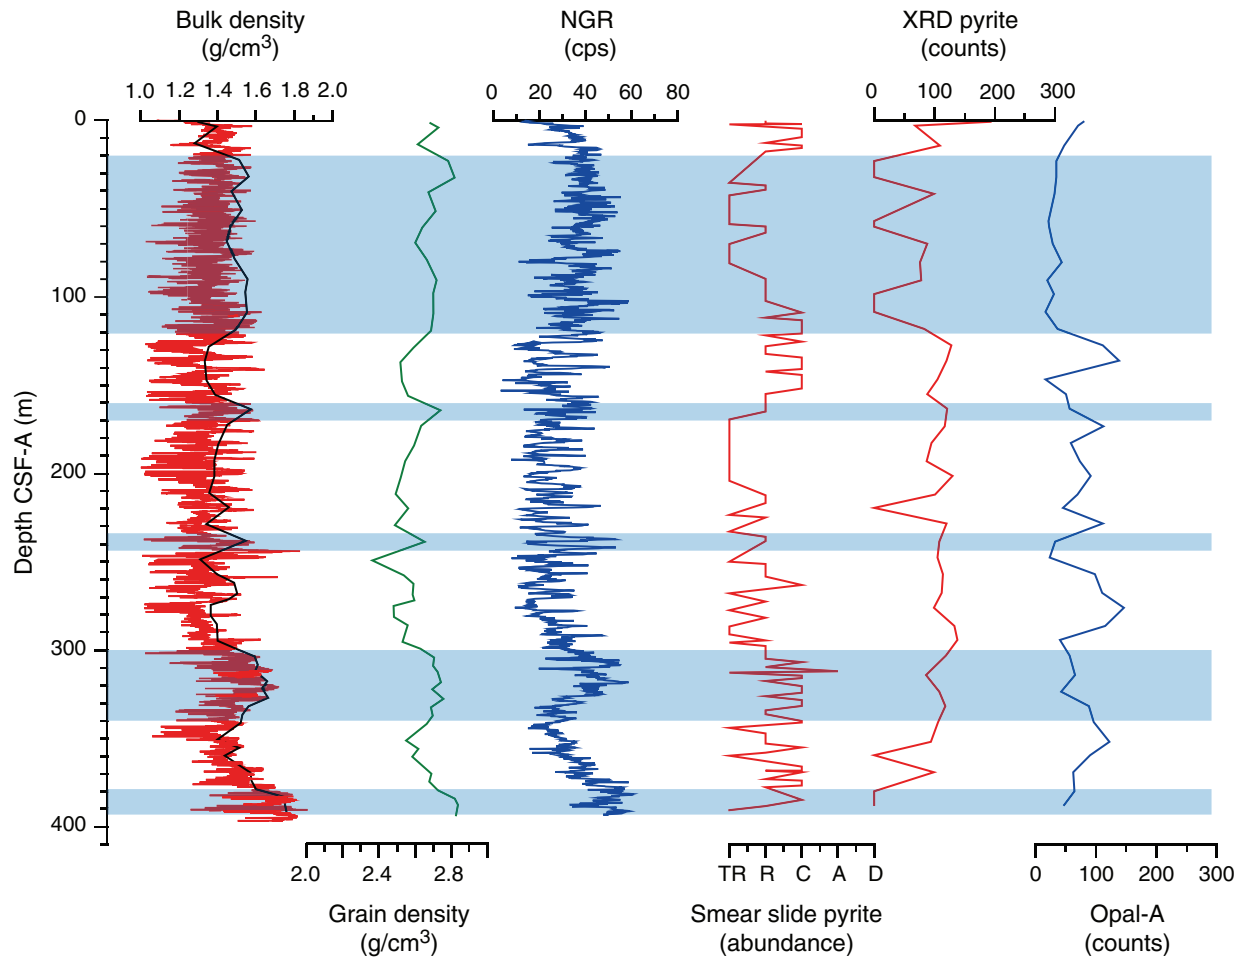 Bulk density
(g/cm³)
NGR
(cps)
XRD pyrite
(counts)
1.0 1.2 1.4 1.6 1.8 2.0
0 20 40 60 80
0 100 200 300
Depth CSF-A (m)
0
100
200
300
400
2.0 2.4 2.8
TR R C A D
0 100 200 300
Grain density
(g/cm³)
Smear slide pyrite
(abundance)
Opal-A
(counts)